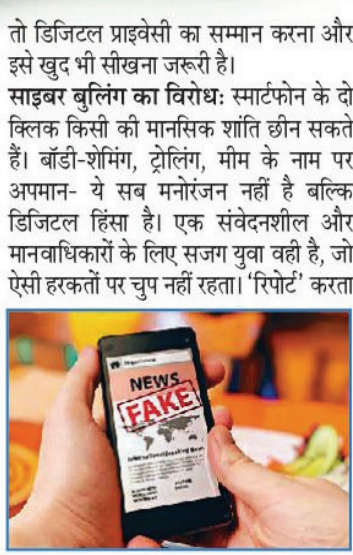 तो डिजिटल प्राइवेसी का सम्मान करना और
इसे खुद भी सीखना जरूरी है।
साइबर बुलिंग का विरोध: स्मार्टफोन के दो
क्लिक किसी की मानसिक शांति छीन सकते
हैं। बॉडी-शेमिंग, ट्रोलिंग, मीम के नाम पर
अपमान- ये सब मनोरंजन नहीं है बल्कि
डिजिटल हिंसा है। एक संवेदनशील और
मानवाधिकारों के लिए सजग युवा वही है, जो
ऐसी हरकतों पर चुप नहीं रहता। ‘रिपोर्ट’ करता
NEWS
FAKE